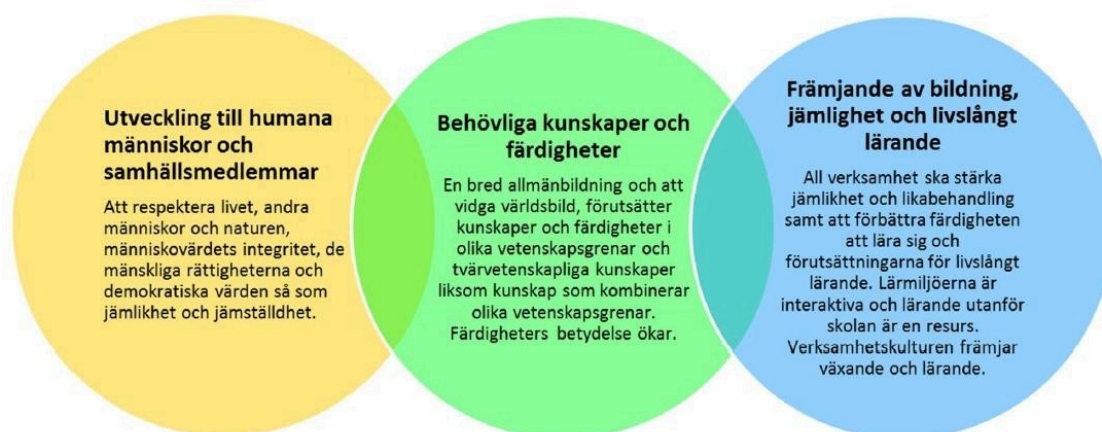 Utveckling till humana
människor och
samhällsmedlemmar
Att respektera livet, andra
människor och naturen,
människovärdets integritet, de
mänskliga rättigheterna och
demokratiska värden så som
jämlikhet och jämställdhet.
Behövliga kunskaper och
färdigheter
En bred allmänbildning och att
vidga världsbild, förutsätter
kunskaper och färdigheter i
olika vetenskapsgrenar och
tvärvetenskapliga kunskaper
liksom kunskap som kombinerar
olika vetenskapsgrenar.
Färdigheters betydelse ökar.
Främjande av bildning,
jämlighet och livslångt
lärande
All verksamhet ska stärka
jämlikhet och likabehandling
samt att förbättra färdigheten
att lära sig och
förutsättningarna för livslångt
lärande. Lärmiljöerna är
interaktiva och lärande utanför
skolan är en resurs.
Verksamhetskulturen främjar
växande och lärande.